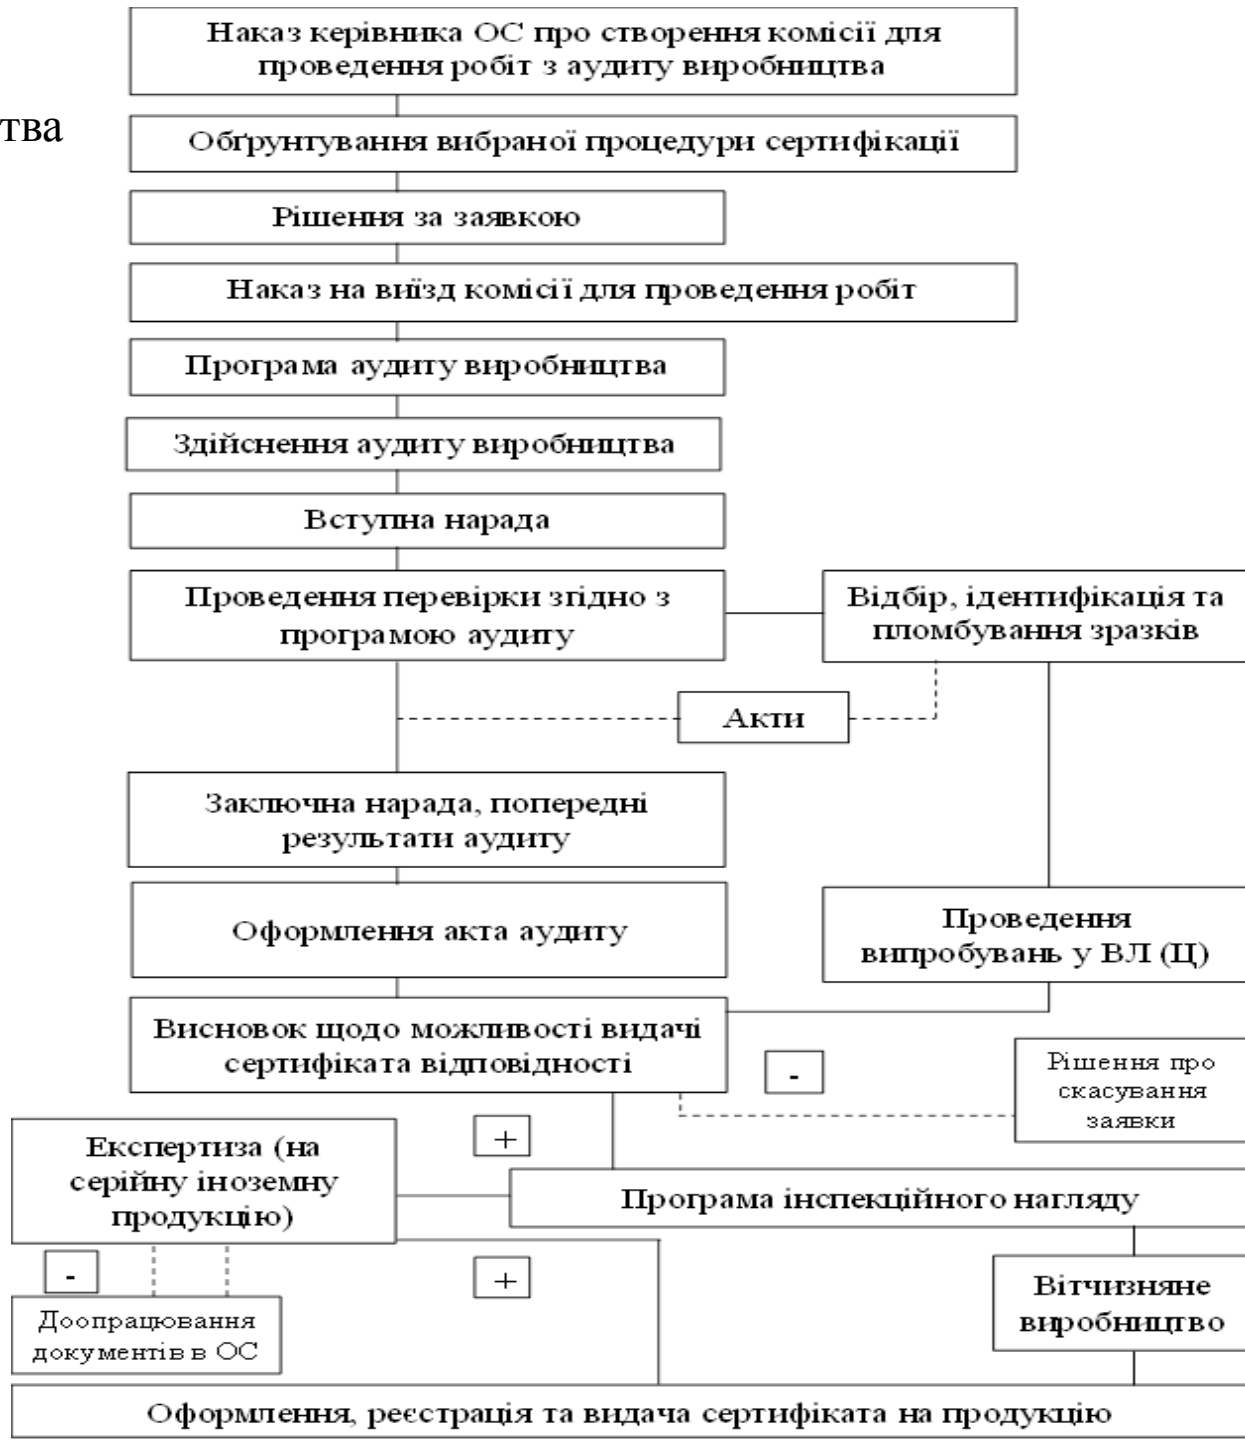 Наказ керівника ОС про створення комісії для
проведення робіт з аудиту виробництва
тва
Обґрунтування вибраної процедури сертифікації
Рішення за заявкою
Наказ на виїзд комісії для проведення робіт
Програма аудиту виробництва
Здійснення аудиту виробництва
Вступна нарада
Проведення перевірки згідно з
програмою аудиту
Відбір, ідентифікація та
пломбування зразків
Акти
Заключна нарада, попередні
результати аудиту
Оформлення акта аудиту
Проведення
випробувань у ВЛ (Ц)
Висновок щодо можливості видачі
сертифіката відповідності
-
Рішення про
скасування
заявки
+
Експертиза (на
серійну іноземну
продукцію)
Програма інспекційного нагляду
-
+
Вітчизняне
виробництво
Доопрацювання
документів в ОС
Оформлення, реєстрація та видача сертифіката на продукцію